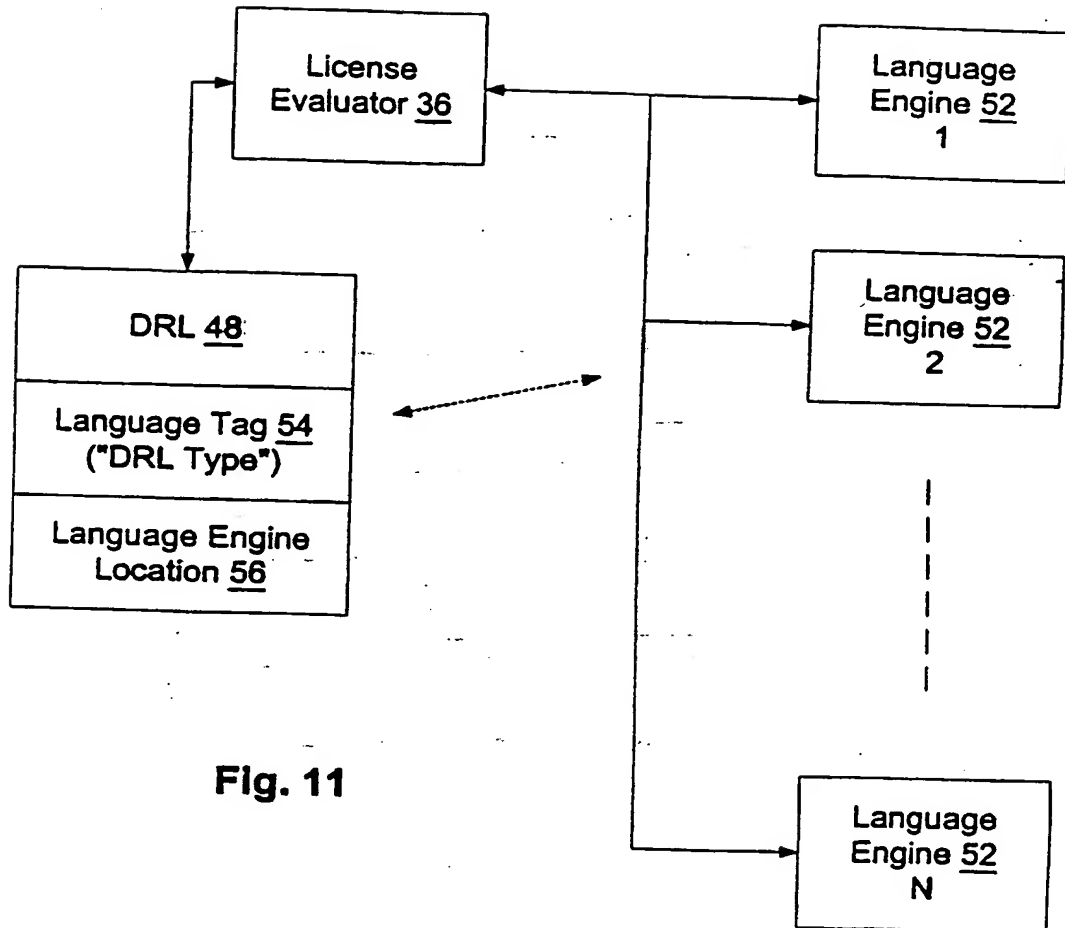 License
Evaluator 36
Language
Engine 52
1
DRL 48
Language Tag 54
("DRL Type")
Language Engine
Location 56
Language
Engine 52
2
Language
Engine 52
N
Fig. 11